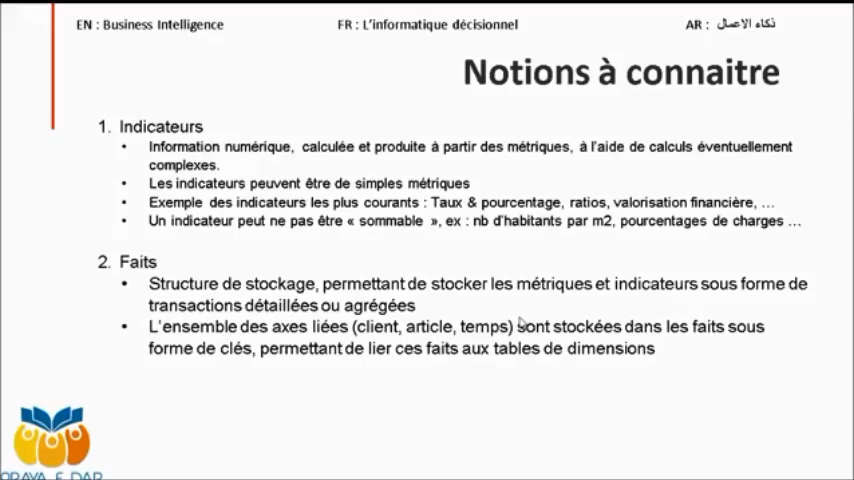 EN : Business Intelligence
FR : L'informatique décisionnel
AR : ذكاء الاعمال
Notions à connaitre
1. Indicateurs
• Information numérique, calculée et produite à partir des métriques, à l'aide de calculs éventuellement
complexes.
• Les indicateurs peuvent être de simples métriques
• Exemple des indicateurs les plus courants : Taux & pourcentage, ratios, valorisation financière, …
• Un indicateur peut ne pas être « sommable », ex : nb d'habitants par m2, pourcentages de charges …
2. Faits
• Structure de stockage, permettant de stocker les métriques et indicateurs sous forme de
transactions détaillées ou agrégées
• L'ensemble des axes liées (client, article, temps) sont stockées dans les faits sous
forme de clés, permettant de lier ces faits aux tables de dimensions